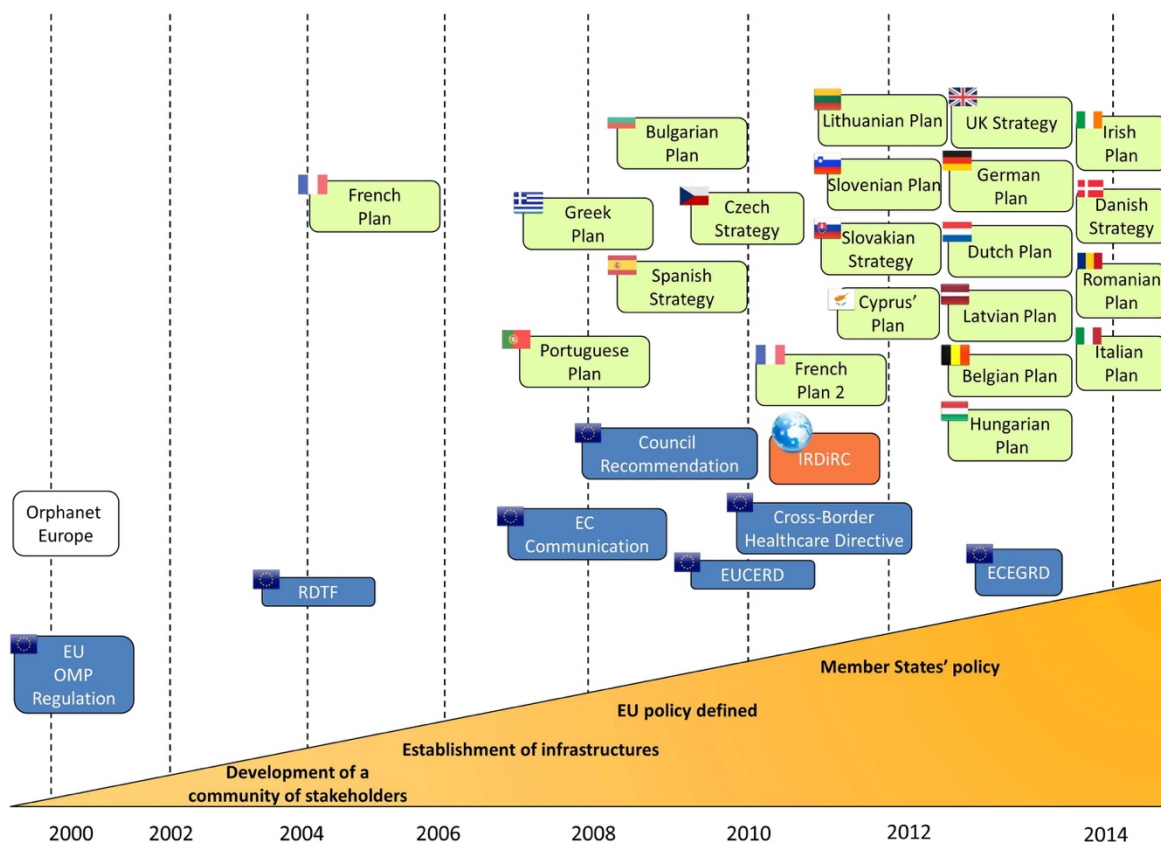 Lithuanian Plan
UK Strategy
Irish
Plan
Bulgarian
Plan
French
Plan
Slovenian Plan
German
Plan
Greek
Plan
Czech
Strategy
Danish
Strategy
Slovakian
Strategy
Dutch Plan
Spanish
Strategy
Romanian
Plan
Cyprus'
Plan
Latvian Plan
Portuguese
Plan
French
Plan 2
Belgian Plan
Italian
Plan
Hungarian
Plan
Council
Recommendation
IRDiRC
Orphanet
Europe
EC
Communication
Cross-Border
Healthcare Directive
RDTF
EUCERD
ECEGRD
EU
OMP
Regulation
Member States' policy
EU policy defined
Establishment of infrastructures
Development of a
community of stakeholders
2000 2002 2004 2006 2008 2010 2012 2014